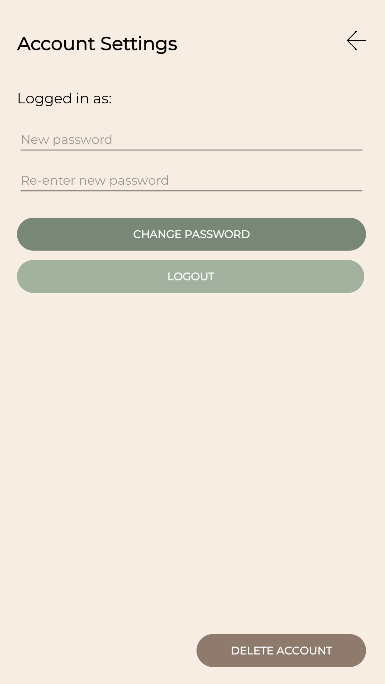 Account Settings
Logged in as:
New password
Re-enter new password
CHANGE PASSWORD
LOGOUT
DELETE ACCOUNT